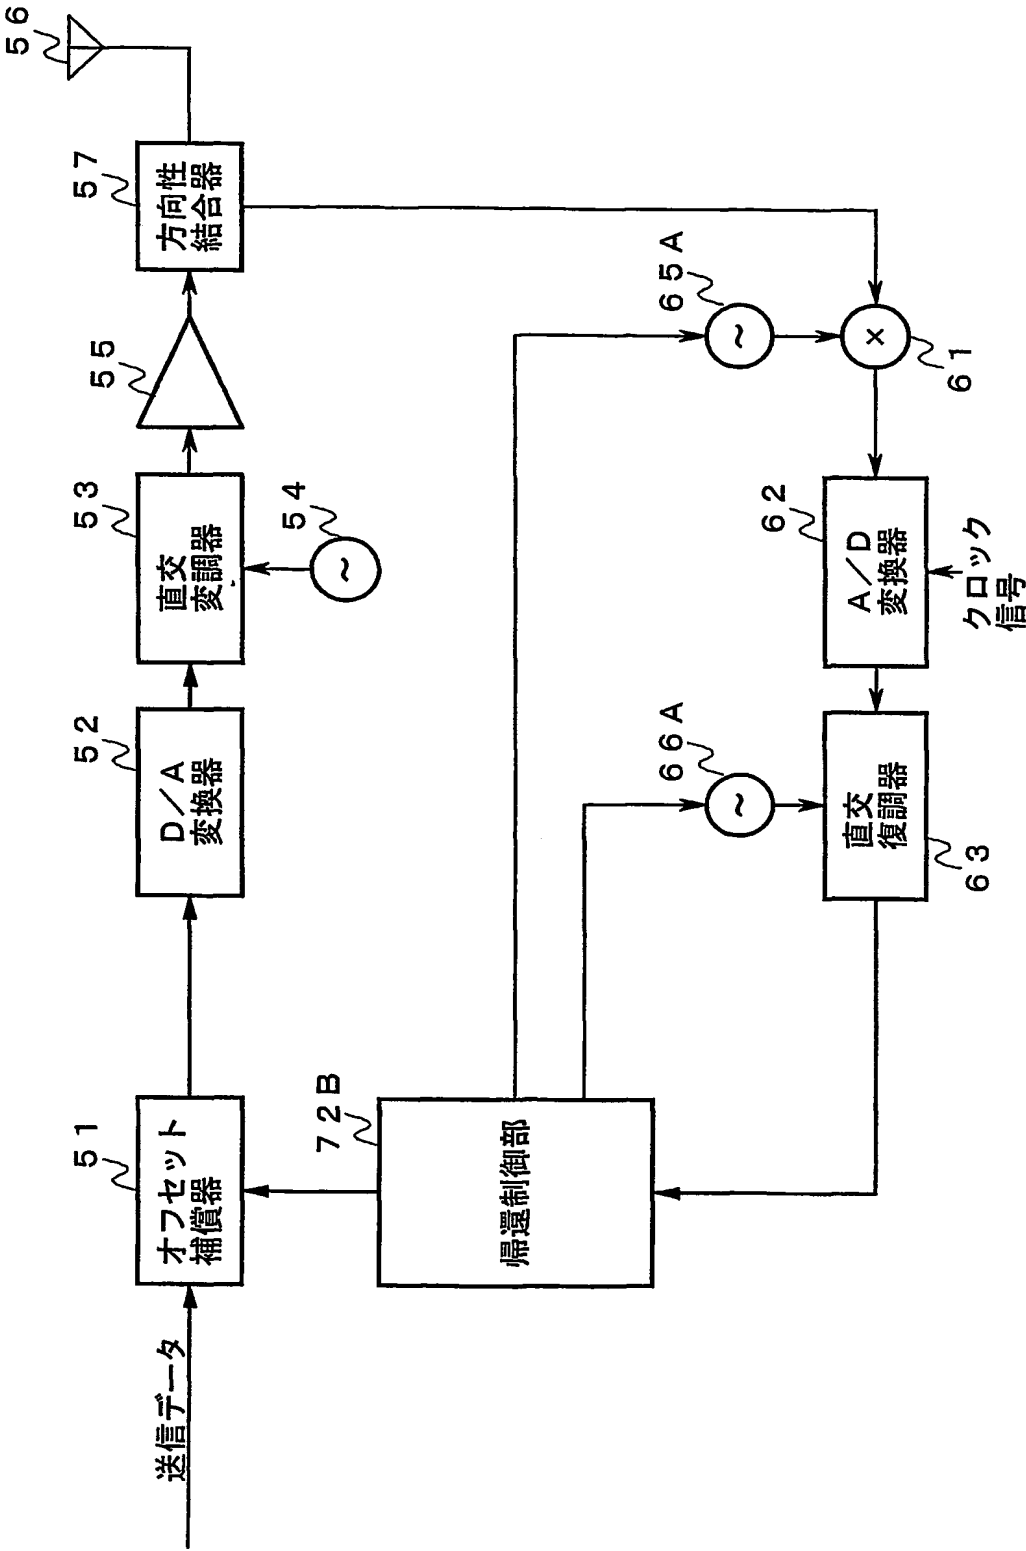 送信データ
51
オフセット
補償器
52
D/A
変換器
53
直交
変調器
54
~
55
57
方向性
結合器
56
72B
帰還制御部
65A
~
66A
~
61
×
62
A/D
変換器
クロック
信号
63
直交
復調器